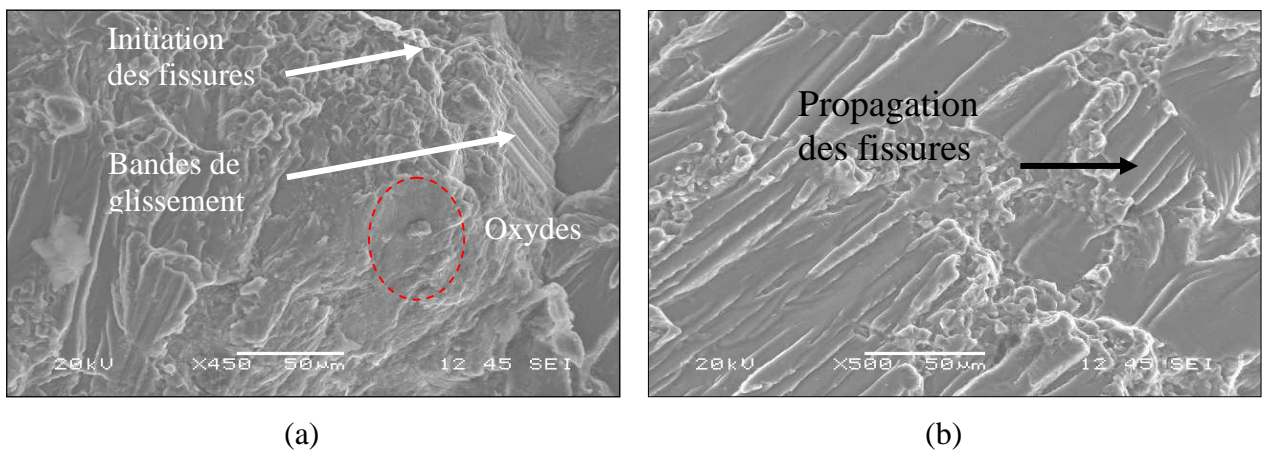 Initiation
des fissures
Bandes de
glissement
Oxydes
20kV X450 50µm 12 45 SEI
Propagation
des fissures
20kV X500 50µm 12 45 SEI
(a)
(b)